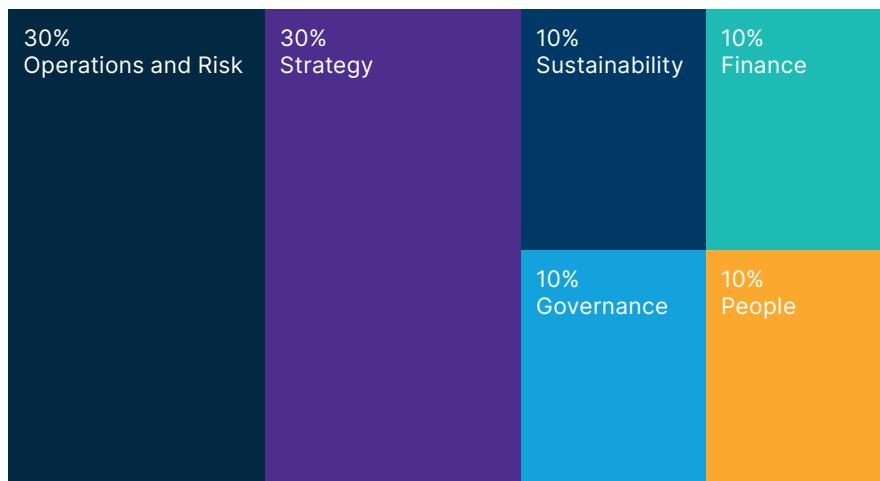 30%
Operations and Risk
30%
Strategy
10%
Sustainability
10%
Finance
10%
Governance
10%
People